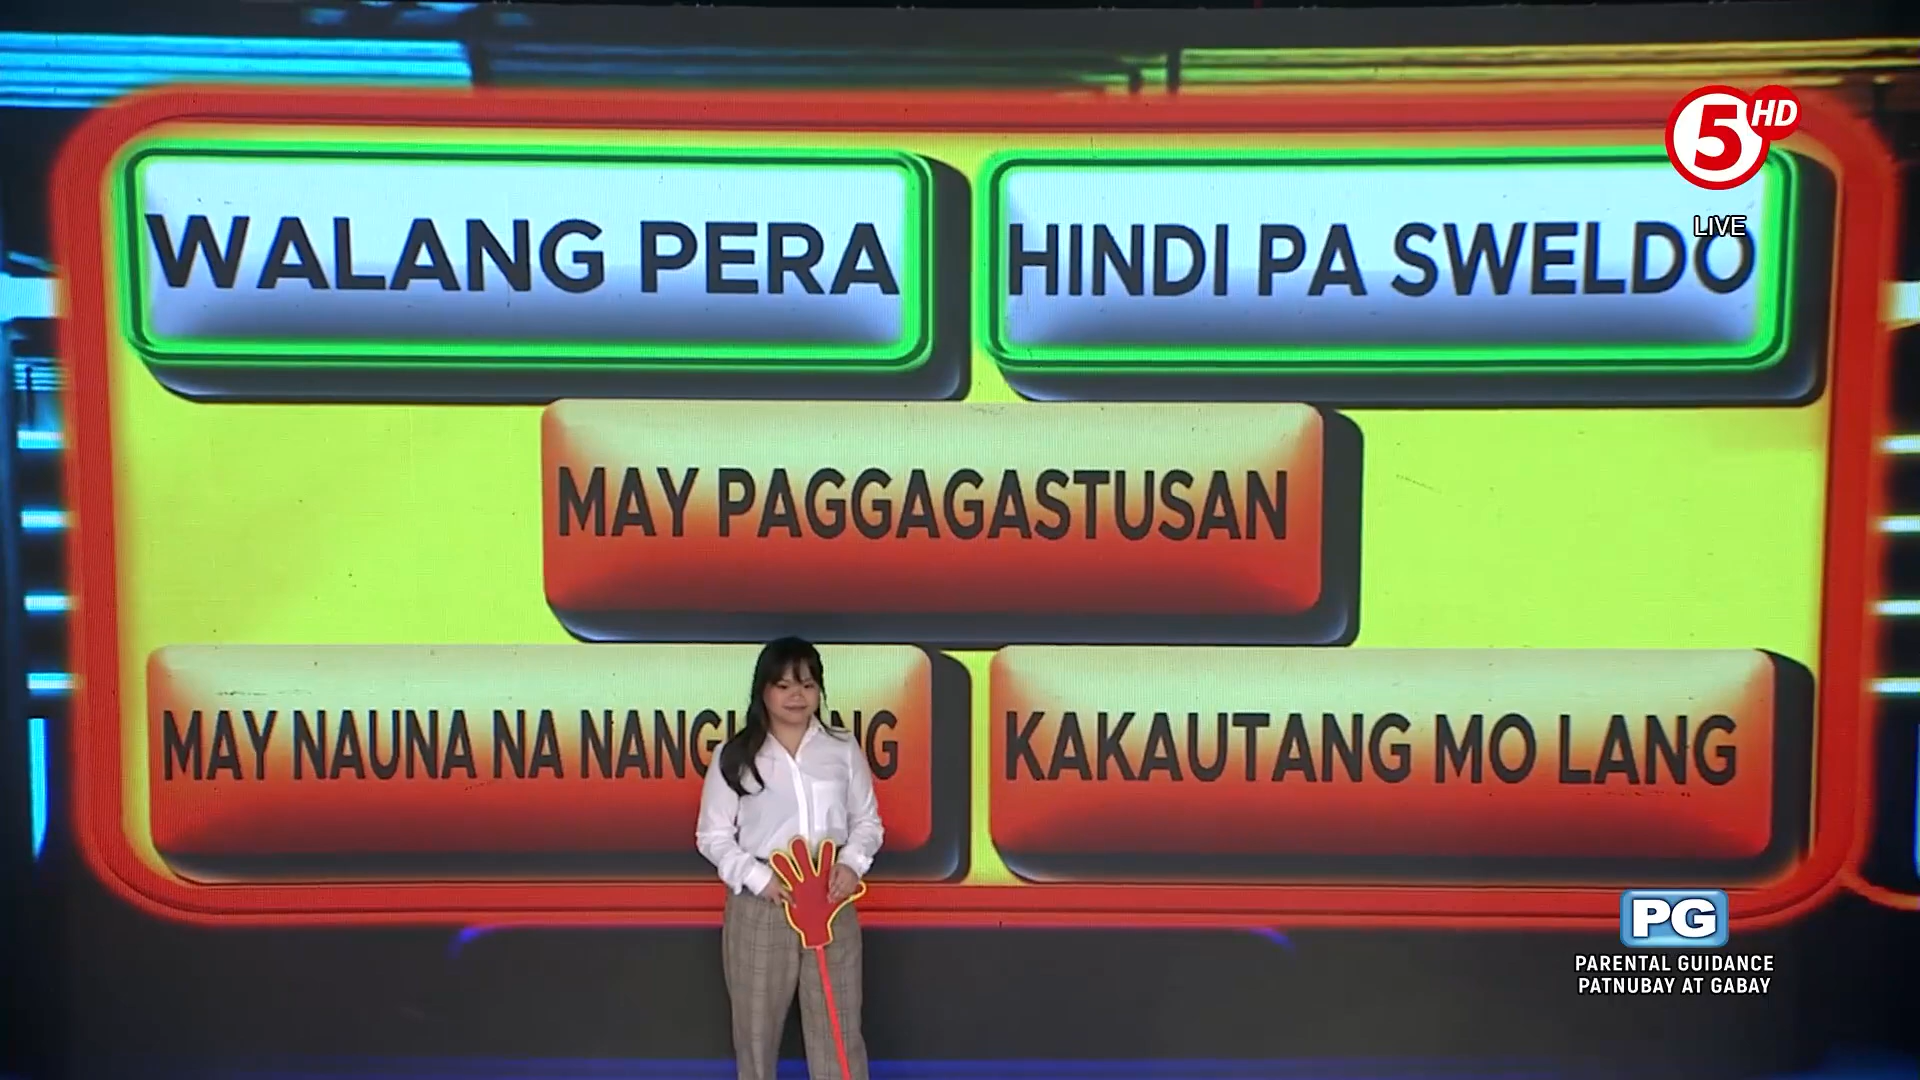 5 HD
LIVE
WALANG PERA
HINDI PA SWELDO
MAY PAGGAGASTUSAN
MAY NAUNA NA
KAKAUTANG MO LANG
PG
PARENTAL GUIDANCE
PATNUBAY AT GABAY